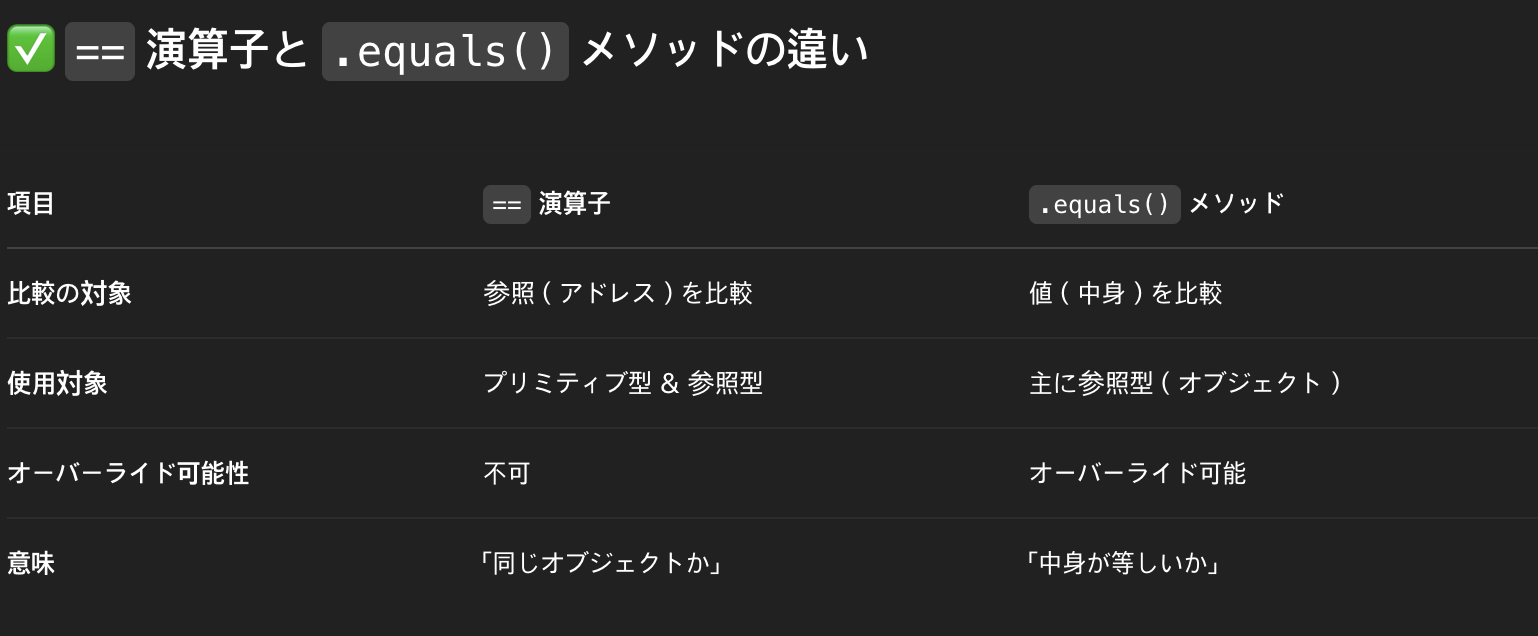 ✅ == 演算子と .equals() メソッドの違い
項目 == 演算子 .equals() メソッド
比較の対象 参照(アドレス)を比較 値(中身)を比較
使用対象 プリミティブ型 & 参照型 主に参照型(オブジェクト)
オーバーライド可能性 不可 オーバーライド可能
意味 「同じオブジェクトか」 「中身が等しいか」